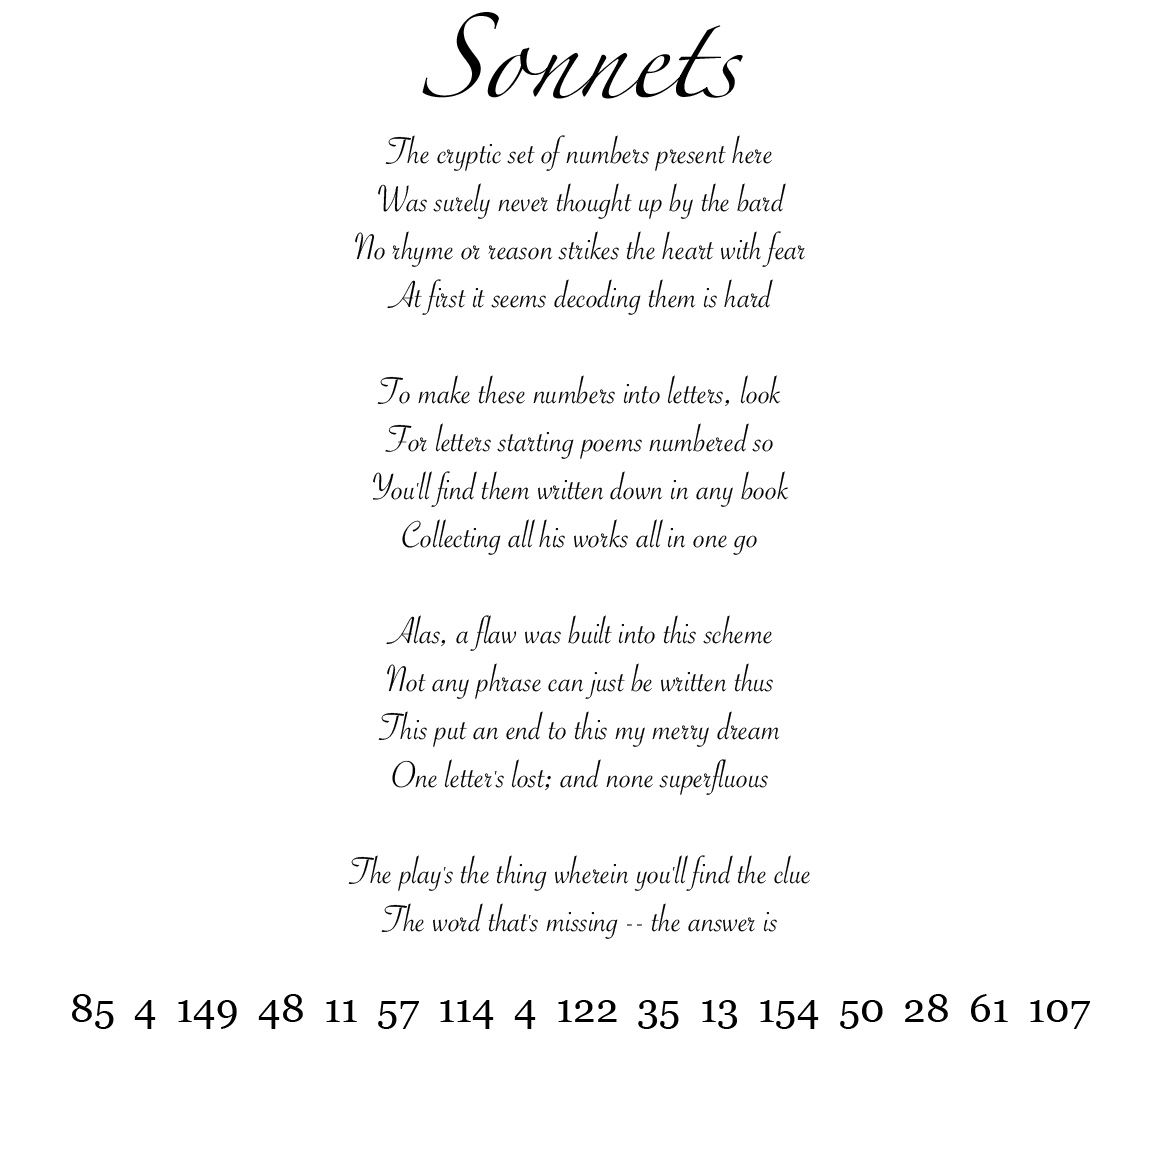 Sonnets
The cryptic set of numbers present here
Was surely never thought up by the bard
No rhyme or reason strikes the heart with fear
At first it seems decoding them is hard
To make these numbers into letters, look
For letters starting poems numbered so
You'll find them written down in any book
Collecting all his works all in one go
Alas, a flaw was built into this scheme
Not any phrase can just be written thus
This put an end to this my merry dream
One letter's lost; and none superfluous
The play's the thing wherein you'll find the clue
The word that's missing -- the answer is
85 4 149 48 11 57 114 4 122 35 13 154 50 28 61 107